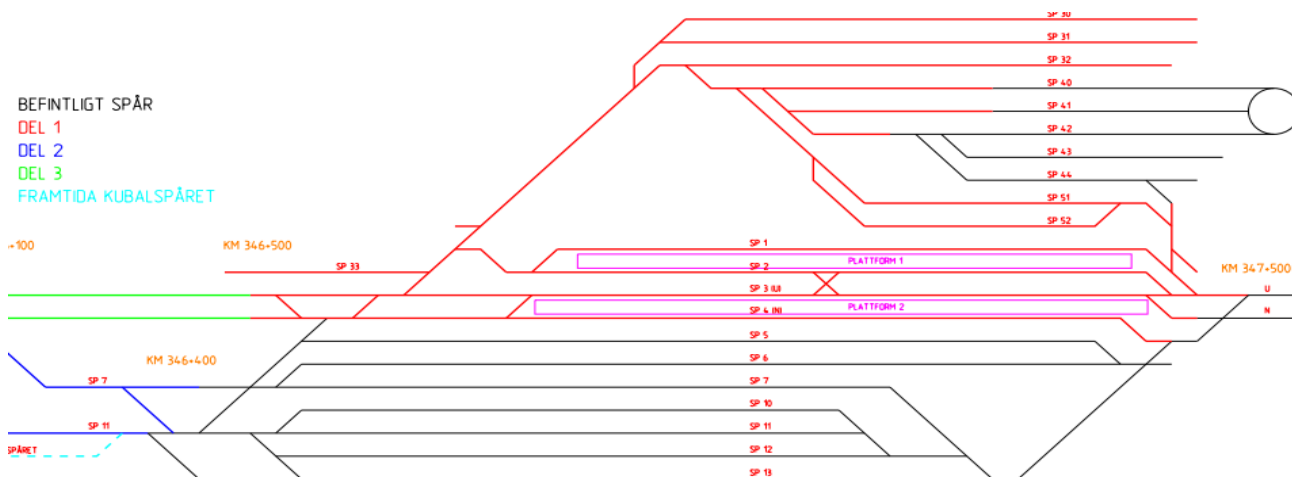 SP 30
SP 31
SP 32
SP 40
BEFINTLIGT SPÅR
SP 41
DEL 1
SP 42
DEL 2
SP 43
DEL 3
SP 44
FRAMTIDA KUBALSPÅRET
SP 51
SP 52
+100
KM 346+500
SP 1
PLATTFORM 1
SP 33
SP 2
KM 347+500
SP 3 (U)
U
SP 4 (N)
PLATTFORM 2
N
SP 5
KM 346+400
SP 6
SP 7
SP 7
SP 10
SP 11
SP 11
SPÅRET
SP 12
SP 13